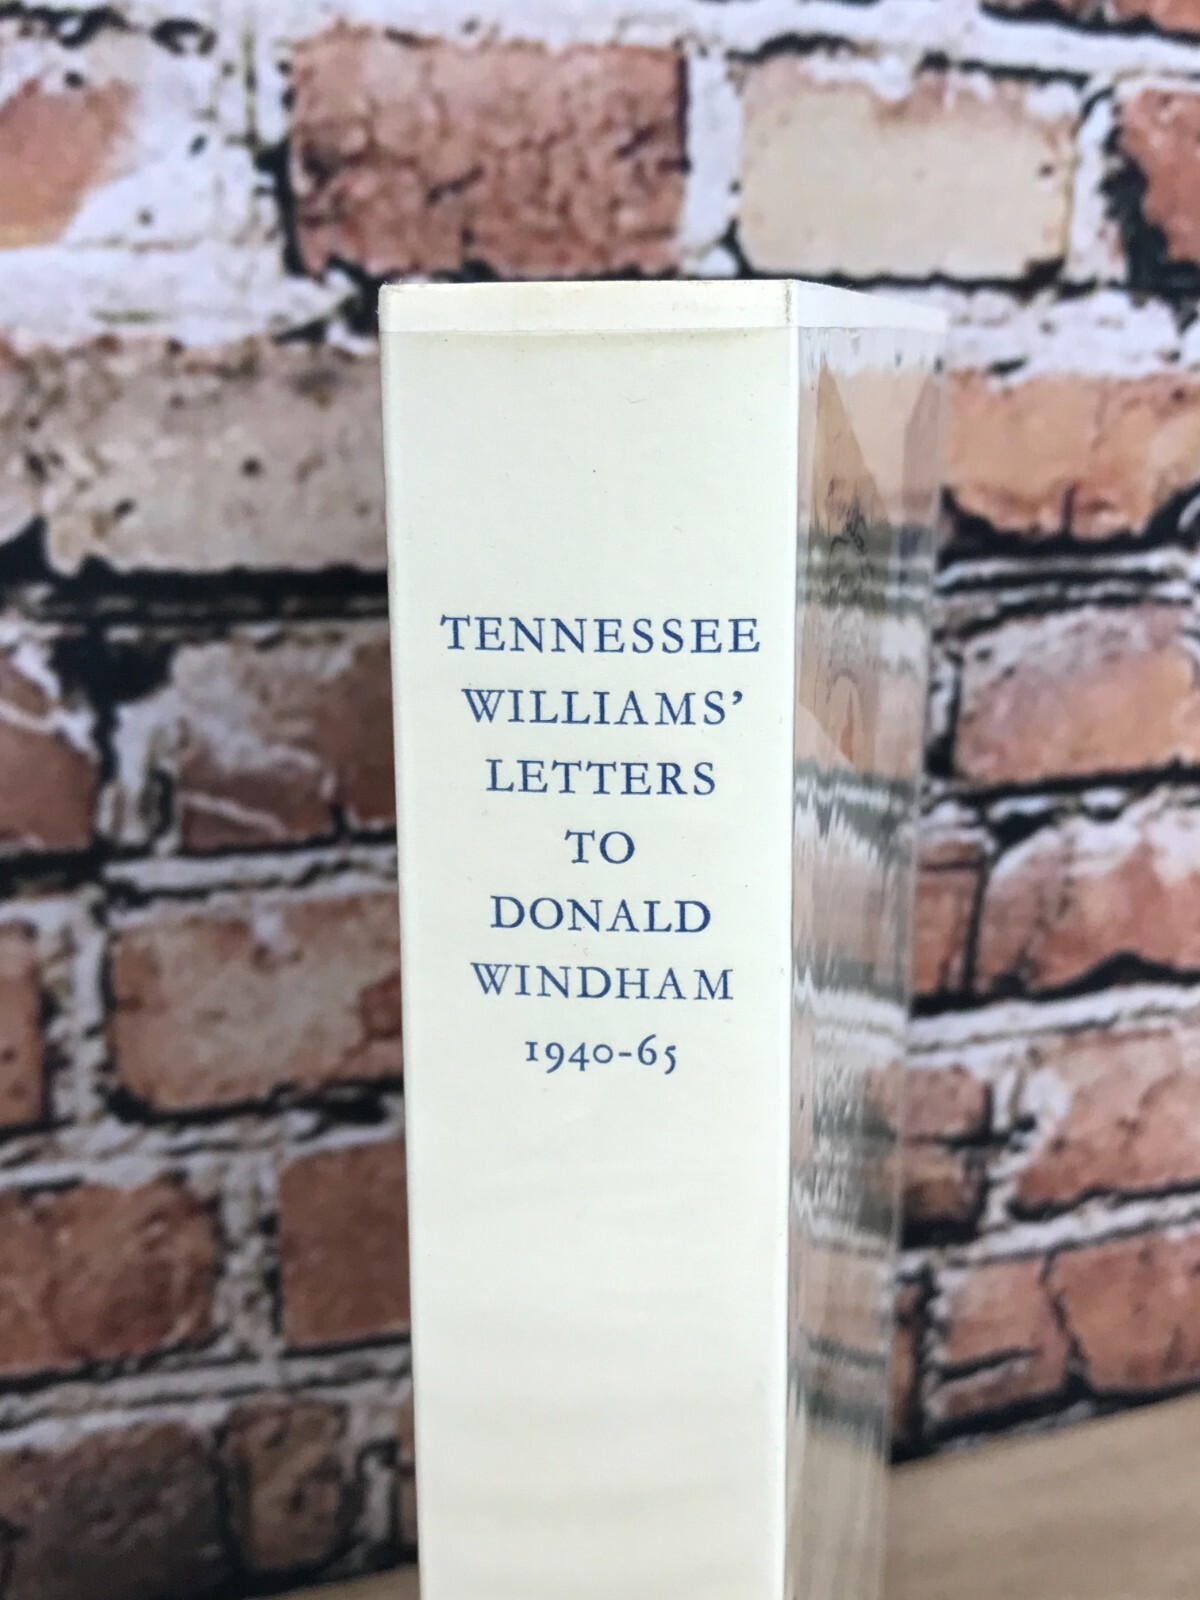 TENNESSEE
WILLIAMS’
LETTERS
TO
DONALD
WINDHAM
1940-65